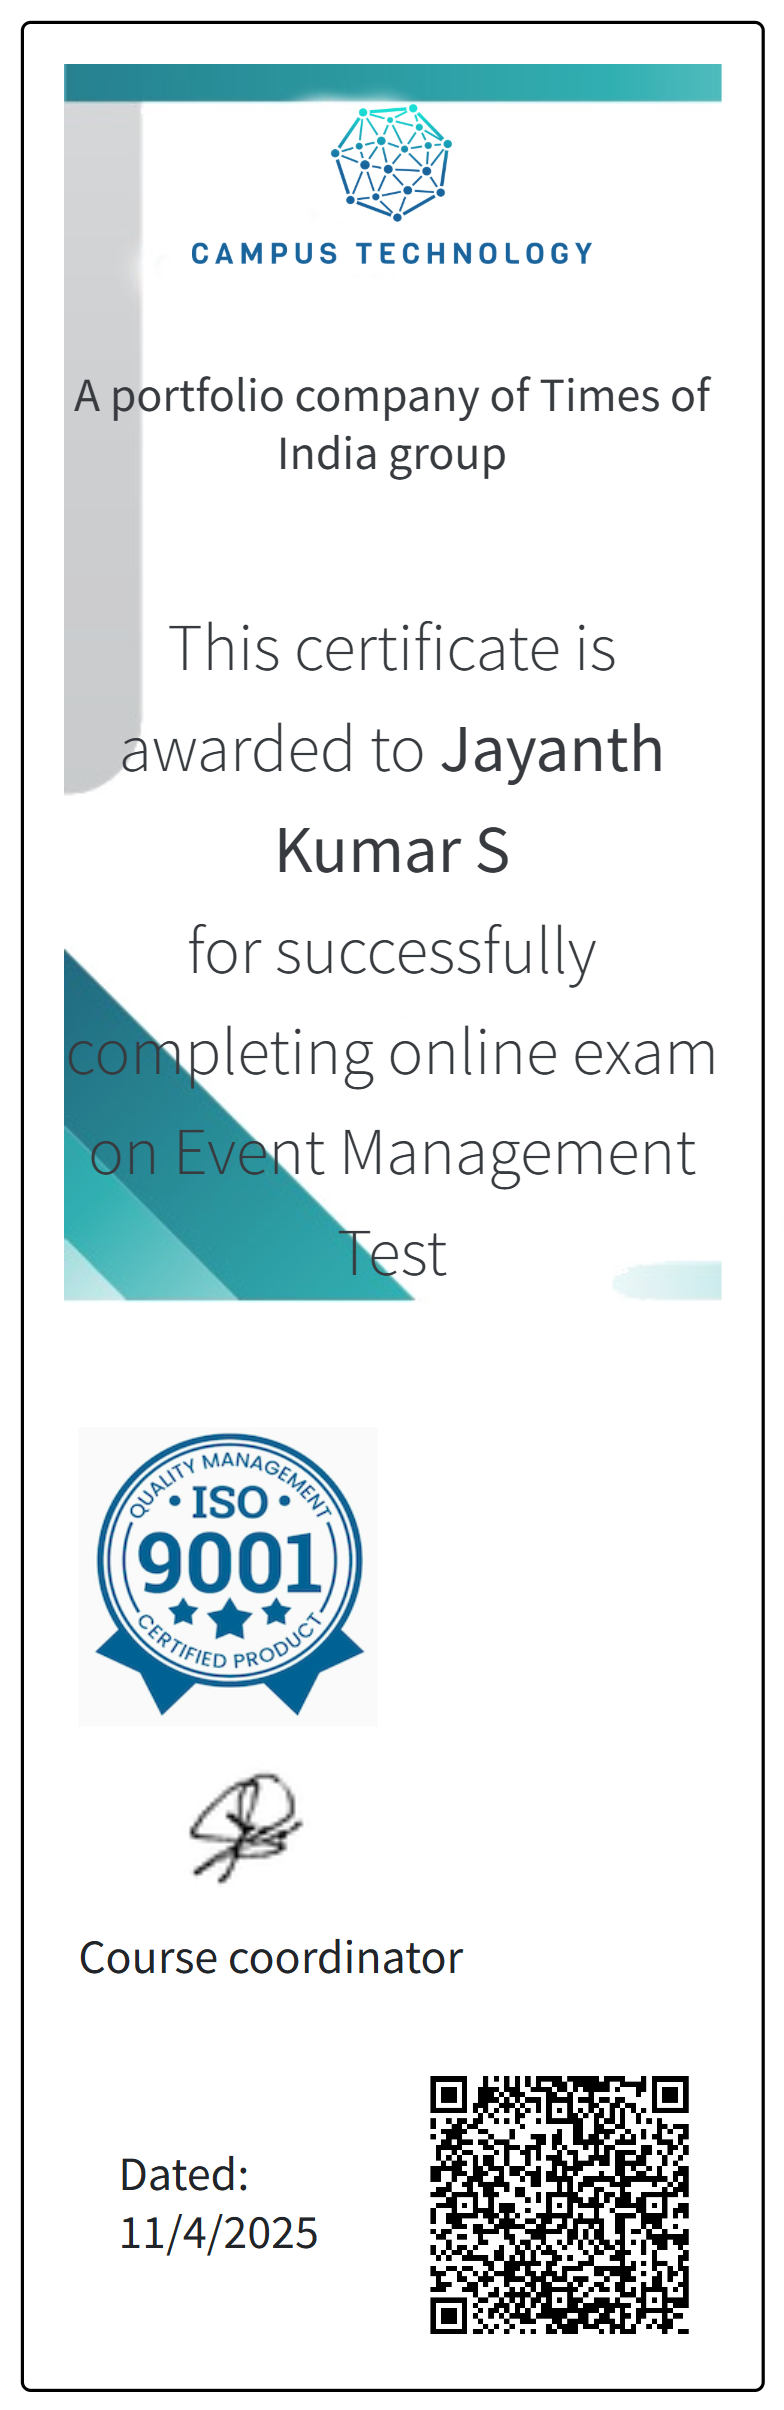 CAMPUS TECHNOLOGY
A portfolio company of Times of
India group
This certificate is
awarded to Jayanth
Kumar S
for successfully
completing online exam
on Event Management
Test
QUALITY MANAGEMENT
• ISO •
9001
CERTIFIED PRODUCT
Course coordinator
Dated:
11/4/2025